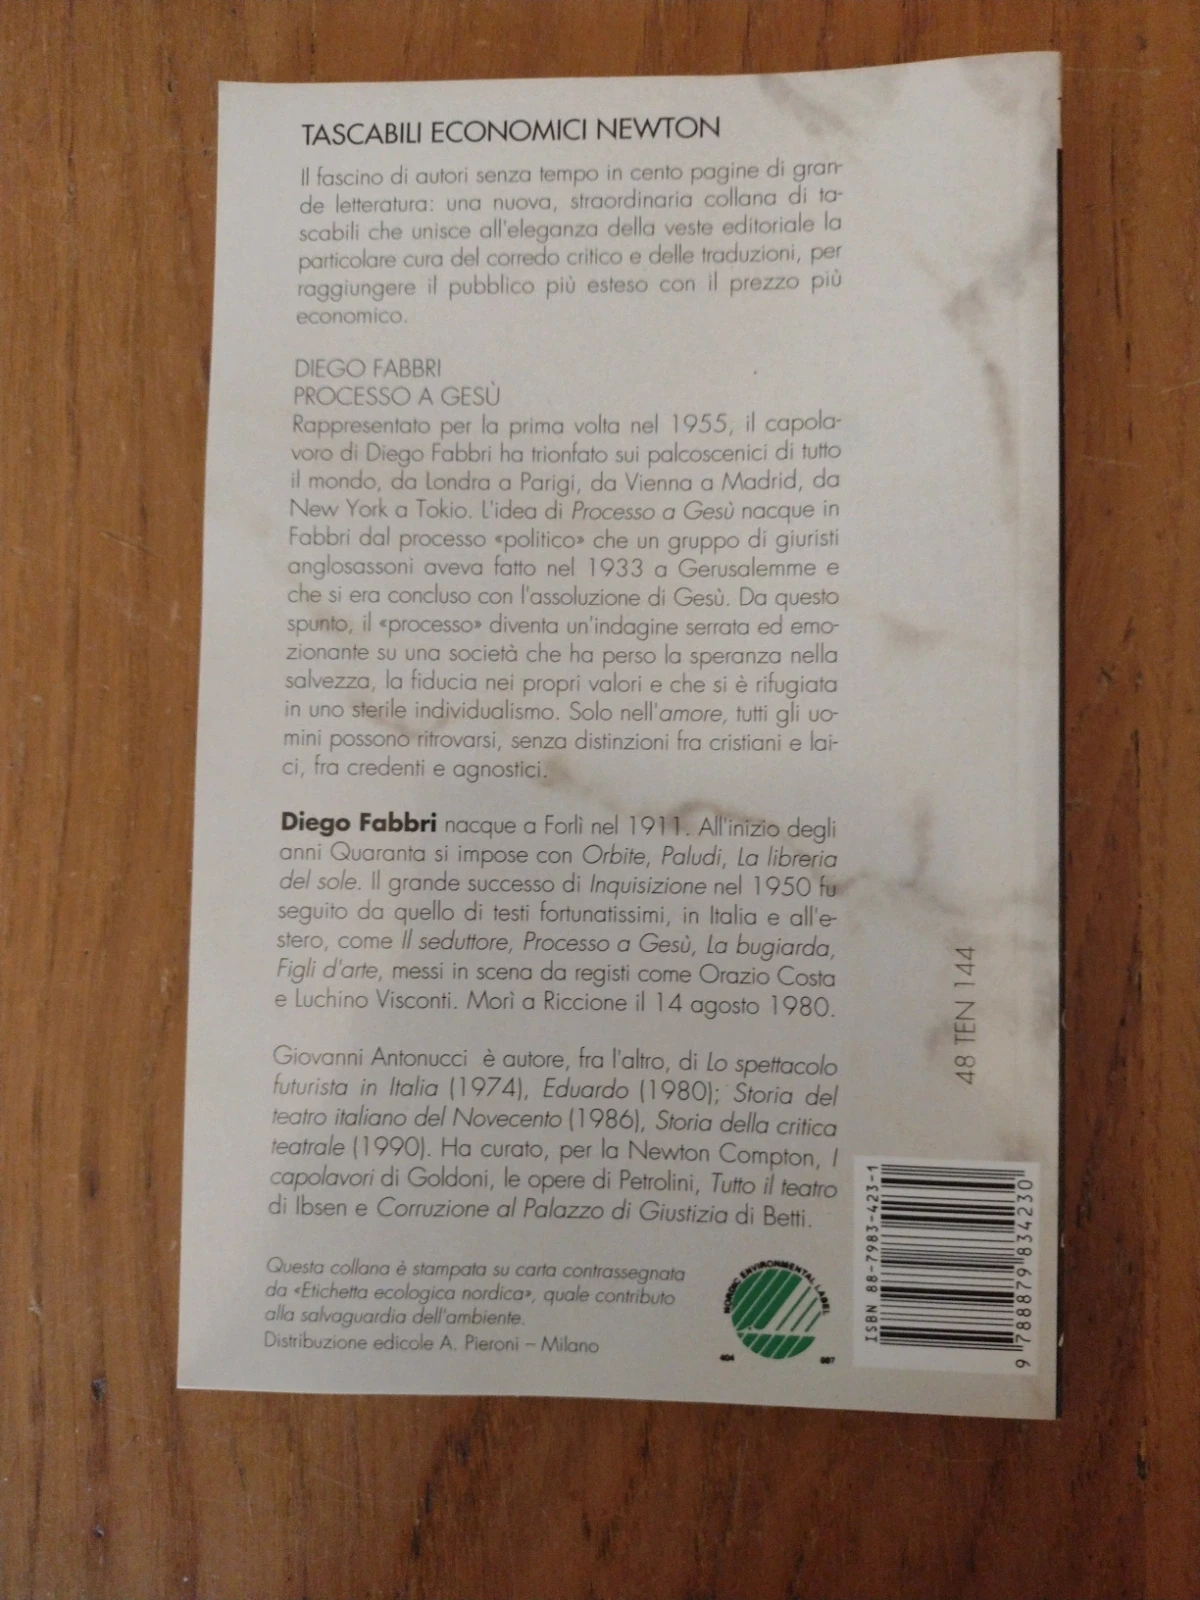 TASCABILI ECONOMICI NEWTON
Il fascino di autori senza tempo in cento pagine di gran-
de letteratura: una nuova, straordinaria collana di ta-
scabili che unisce all'eleganza della veste editoriale la
particolare cura del corredo critico e delle traduzioni, per
raggiungere il pubblico più esteso con il prezzo più
economico.
DIEGO FABBRI
PROCESSO A GESÙ
Rappresentato per la prima volta nel 1955, il capola-
voro di Diego Fabbri ha trionfato sui palcoscenici di tutto
il mondo, da Londra a Parigi, da Vienna a Madrid, da
New York a Tokio. L'idea di Processo a Gesù nacque in
Fabbri dal processo «politico» che un gruppo di giuristi
anglosassoni aveva fatto nel 1933 a Gerusalemme e
che si era concluso con l'assoluzione di Gesù. Da questo
spunto, il «processo» diventa un'indagine serrata ed emo-
zionante su una società che ha perso la speranza nella
salvezza, la fiducia nei propri valori e che si è rifugiata
in uno sterile individualismo. Solo nell'amore, tutti gli uo-
mini possono ritrovarsi, senza distinzioni fra cristiani e lai-
ci, fra credenti e agnostici.
Diego Fabbri nacque a Forlì nel 1911. All'inizio degli
anni Quaranta si impose con Orbite, Paludi, La libreria
del sole. Il grande successo di Inquisizione nel 1950 fu
seguito da quello di testi fortunatissimi, in Italia e all'e-
stero, come Il seduttore, Processo a Gesù, La bugiarda,
Figli d'arte, messi in scena da registi come Orazio Costa
e Luchino Visconti. Morì a Riccione il 14 agosto 1980.
Giovanni Antonucci è autore, fra l'altro, di Lo spettacolo
futurista in Italia (1974), Eduardo (1980); Storia del
teatro italiano del Novecento (1986), Storia della critica
teatrale (1990). Ha curato, per la Newton Compton, I
capolavori di Goldoni, le opere di Petrolini, Tutto il teatro
di Ibsen e Corruzione al Palazzo di Giustizia di Betti.
Questa collana è stampata su carta contrassegnata
da «Etichetta ecologica nordica», quale contributo
alla salvaguardia dell'ambiente.
Distribuzione edicole A. Pieroni – Milano
NORDIC ENVIRONMENTAL LABEL
404 087
48 TEN 144
ISBN 88-7983-423-1
9 788879 834230